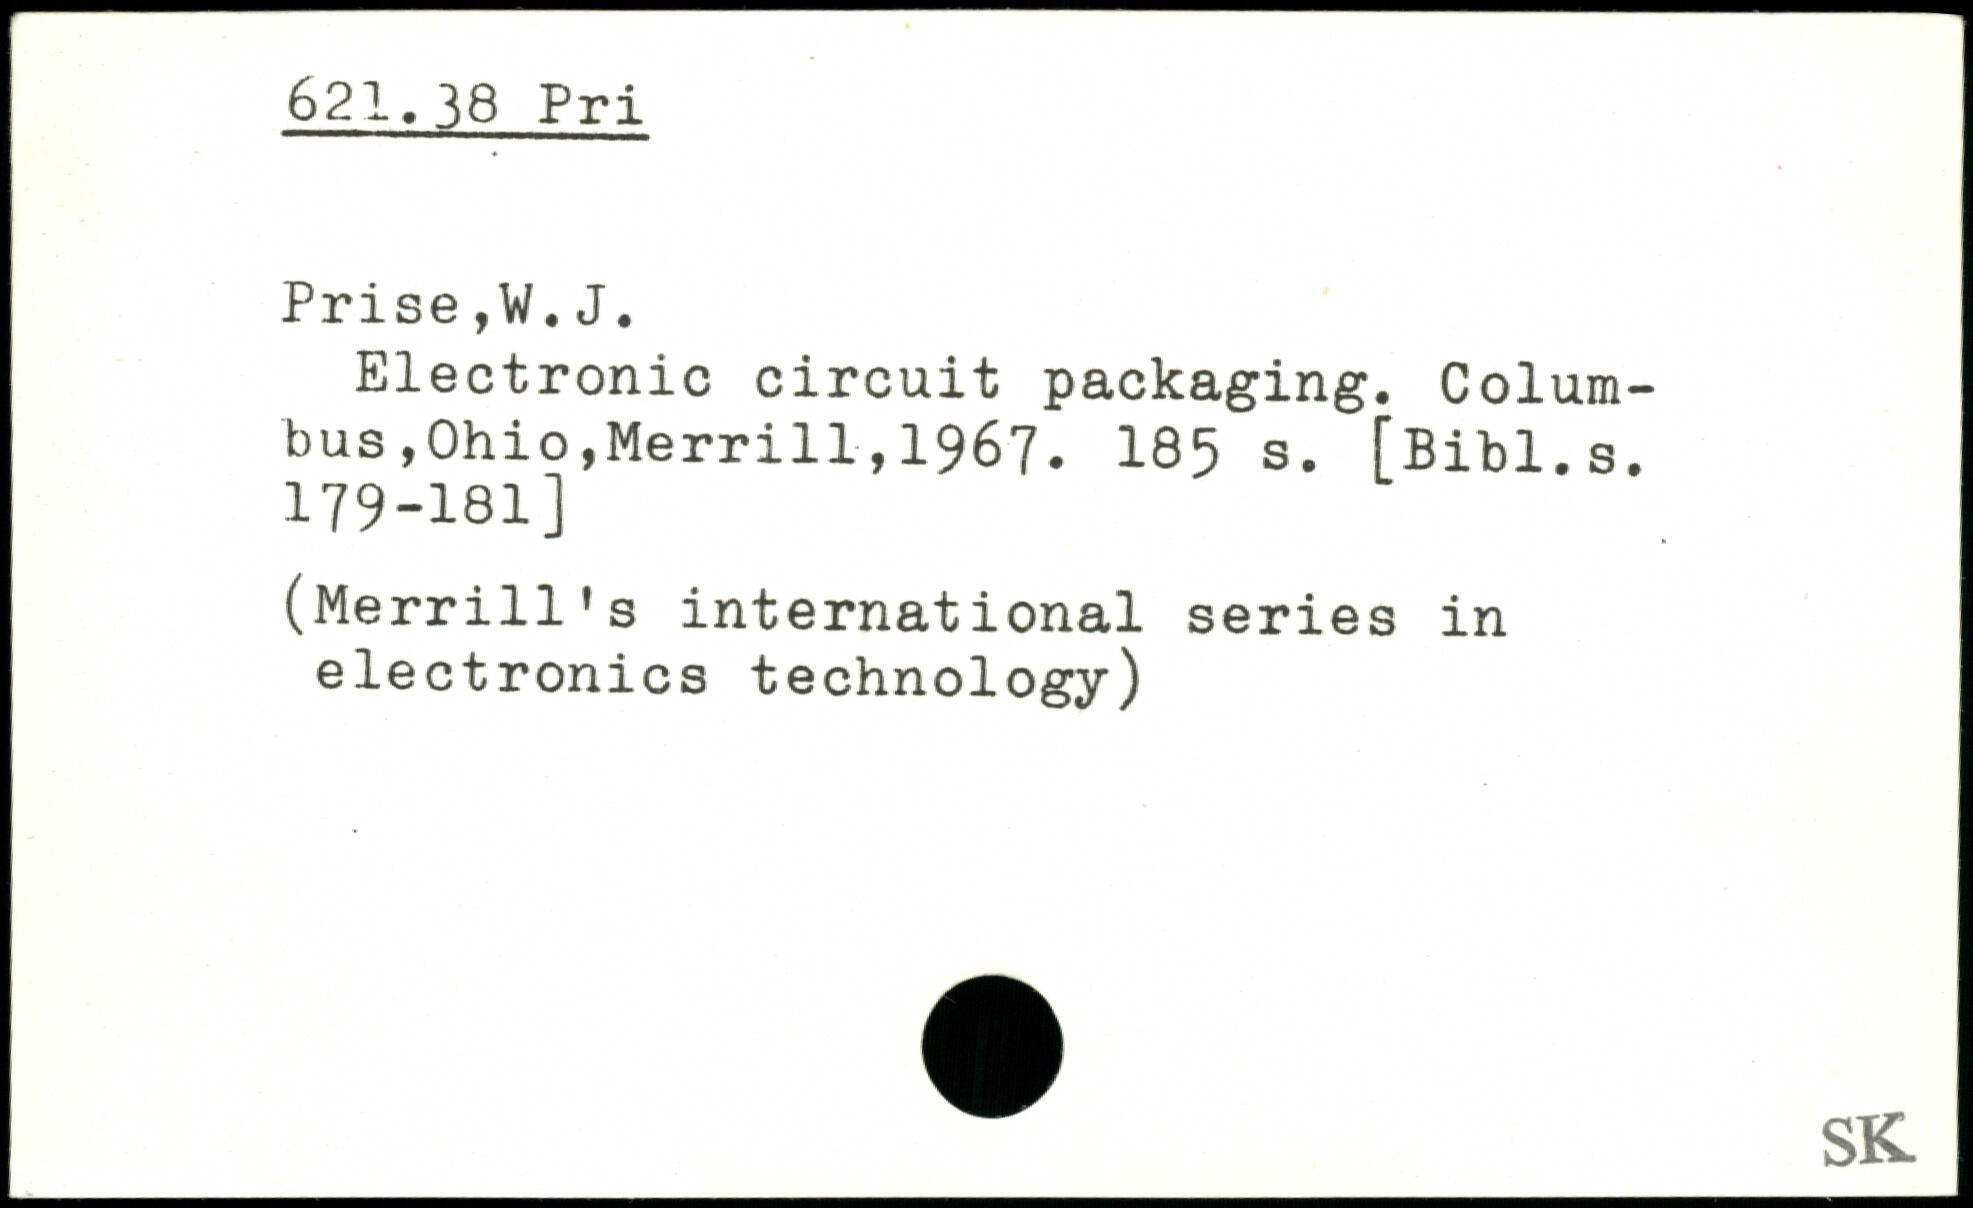 621.38 Pri
Prise,W.J.
Electronic circuit packaging. Colum-
bus,Ohio,Merrill,1967. 185 s. [Bibl.s.
179-181]
(Merrill's international series in
electronics technology)
SK